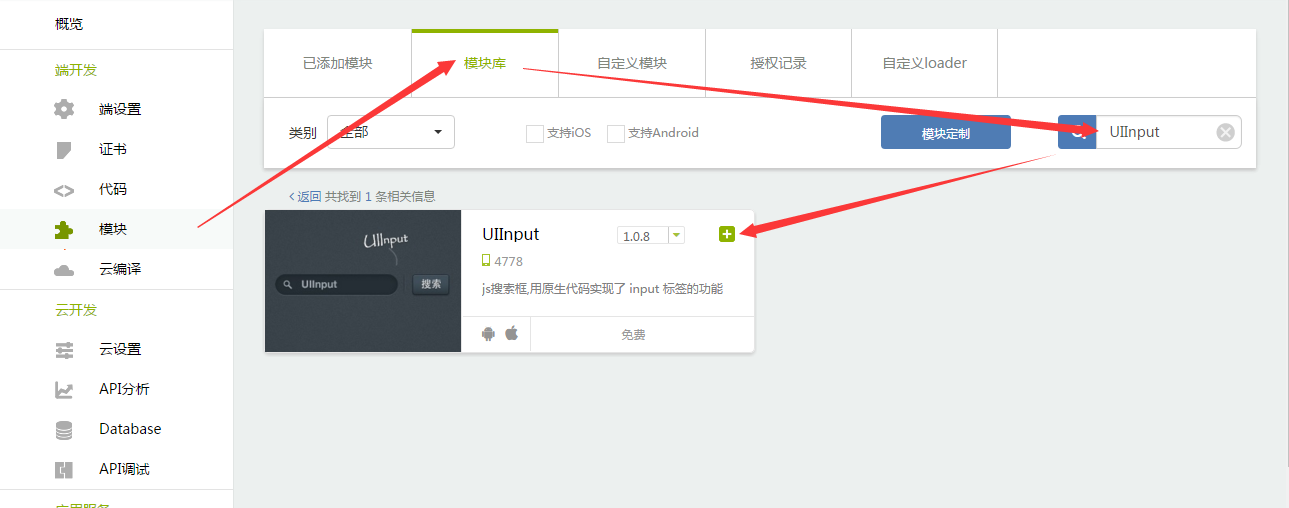 概览
端开发
端设置
证书
代码
模块
云编译
云开发
云设置
API分析
Database
API调试
已添加模块
模块库
自定义模块
授权记录
自定义loader
类别
全部
支持iOS
支持Android
模块定制
UIInput
返回 共找到 1 条相关信息
UIInput
UIInput
搜索
UIInput
1.0.8
4778
js搜索框,用原生代码实现了 input 标签的功能
免费